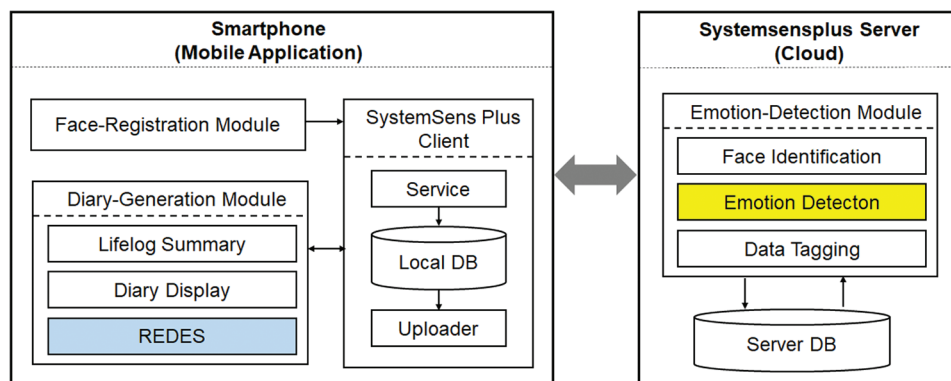 Smartphone
(Mobile Application)
Face-Registration Module
Diary-Generation Module
Lifelog Summary
Diary Display
REDES
SystemSens Plus
Client
Service
Local DB
Uploader
Systemsensplus Server
(Cloud)
Emotion-Detection Module
Face Identification
Emotion Detecton
Data Tagging
Server DB